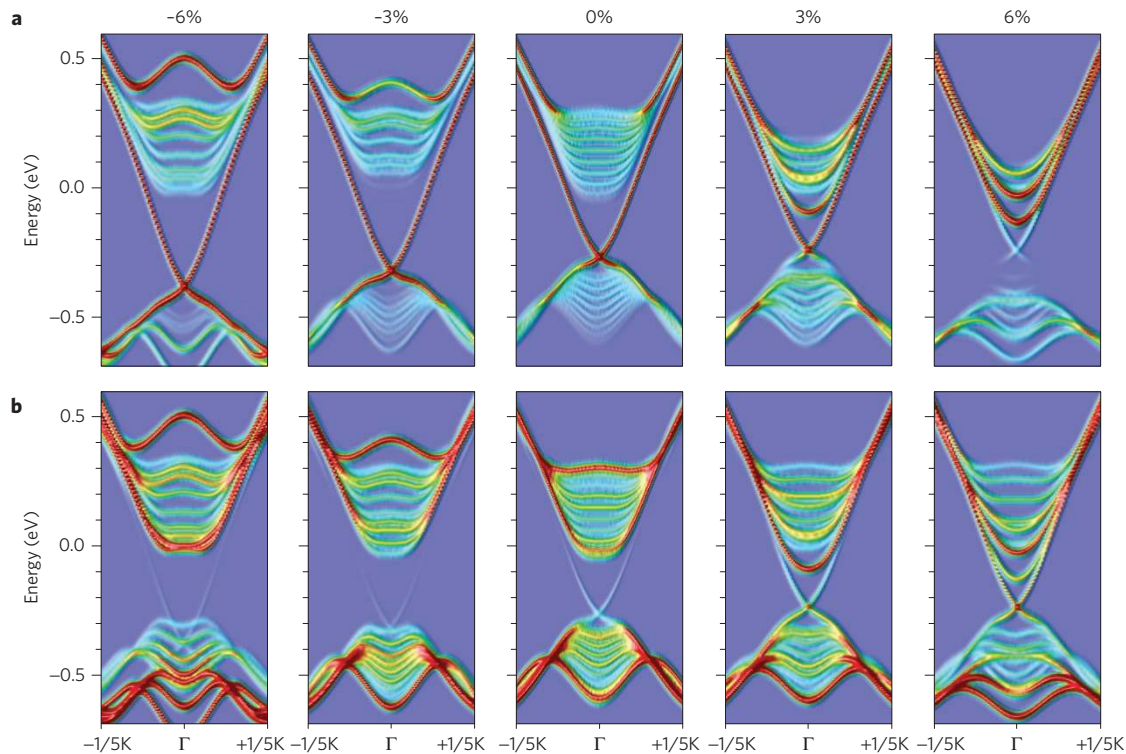 a
-6% -3% 0% 3% 6%
0.5
0.0
−0.5
Energy (eV)
b
0.5
0.0
−0.5
Energy (eV)
−1/5K Γ +1/5K −1/5K Γ +1/5K −1/5K Γ +1/5K −1/5K Γ +1/5K −1/5K Γ +1/5K